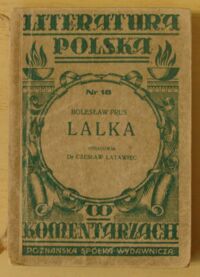 LITERATURA
POLSKA
Nr 18
BOLESŁAW PRUS
LALKA
OPRACOWAŁ
Dr CZESŁAW LATAWIEC
W
KOMENTARZACH
POZNAŃSKA SPÓŁKA WYDAWNICZA